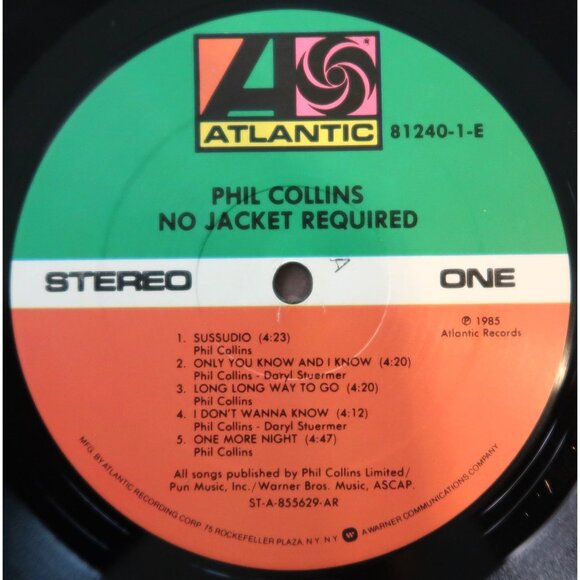 ATLANTIC
81240-1-E
PHIL COLLINS
NO JACKET REQUIRED
STEREO
ONE
℗ 1985
Atlantic Records
1. SUSSUDIO (4:23)
Phil Collins
2. ONLY YOU KNOW AND I KNOW (4:20)
Phil Collins - Daryl Stuermer
3. LONG LONG WAY TO GO (4:20)
Phil Collins
4. I DON'T WANNA KNOW (4:12)
Phil Collins - Daryl Stuermer
5. ONE MORE NIGHT (4:47)
Phil Collins
All songs published by Phil Collins Limited/
Pun Music, Inc./Warner Bros. Music, ASCAP.
ST-A-855629-AR
MFG. BY ATLANTIC RECORDING CORP. 75 ROCKEFELLER PLAZA, N.Y. N.Y. A WARNER COMMUNICATIONS COMPANY